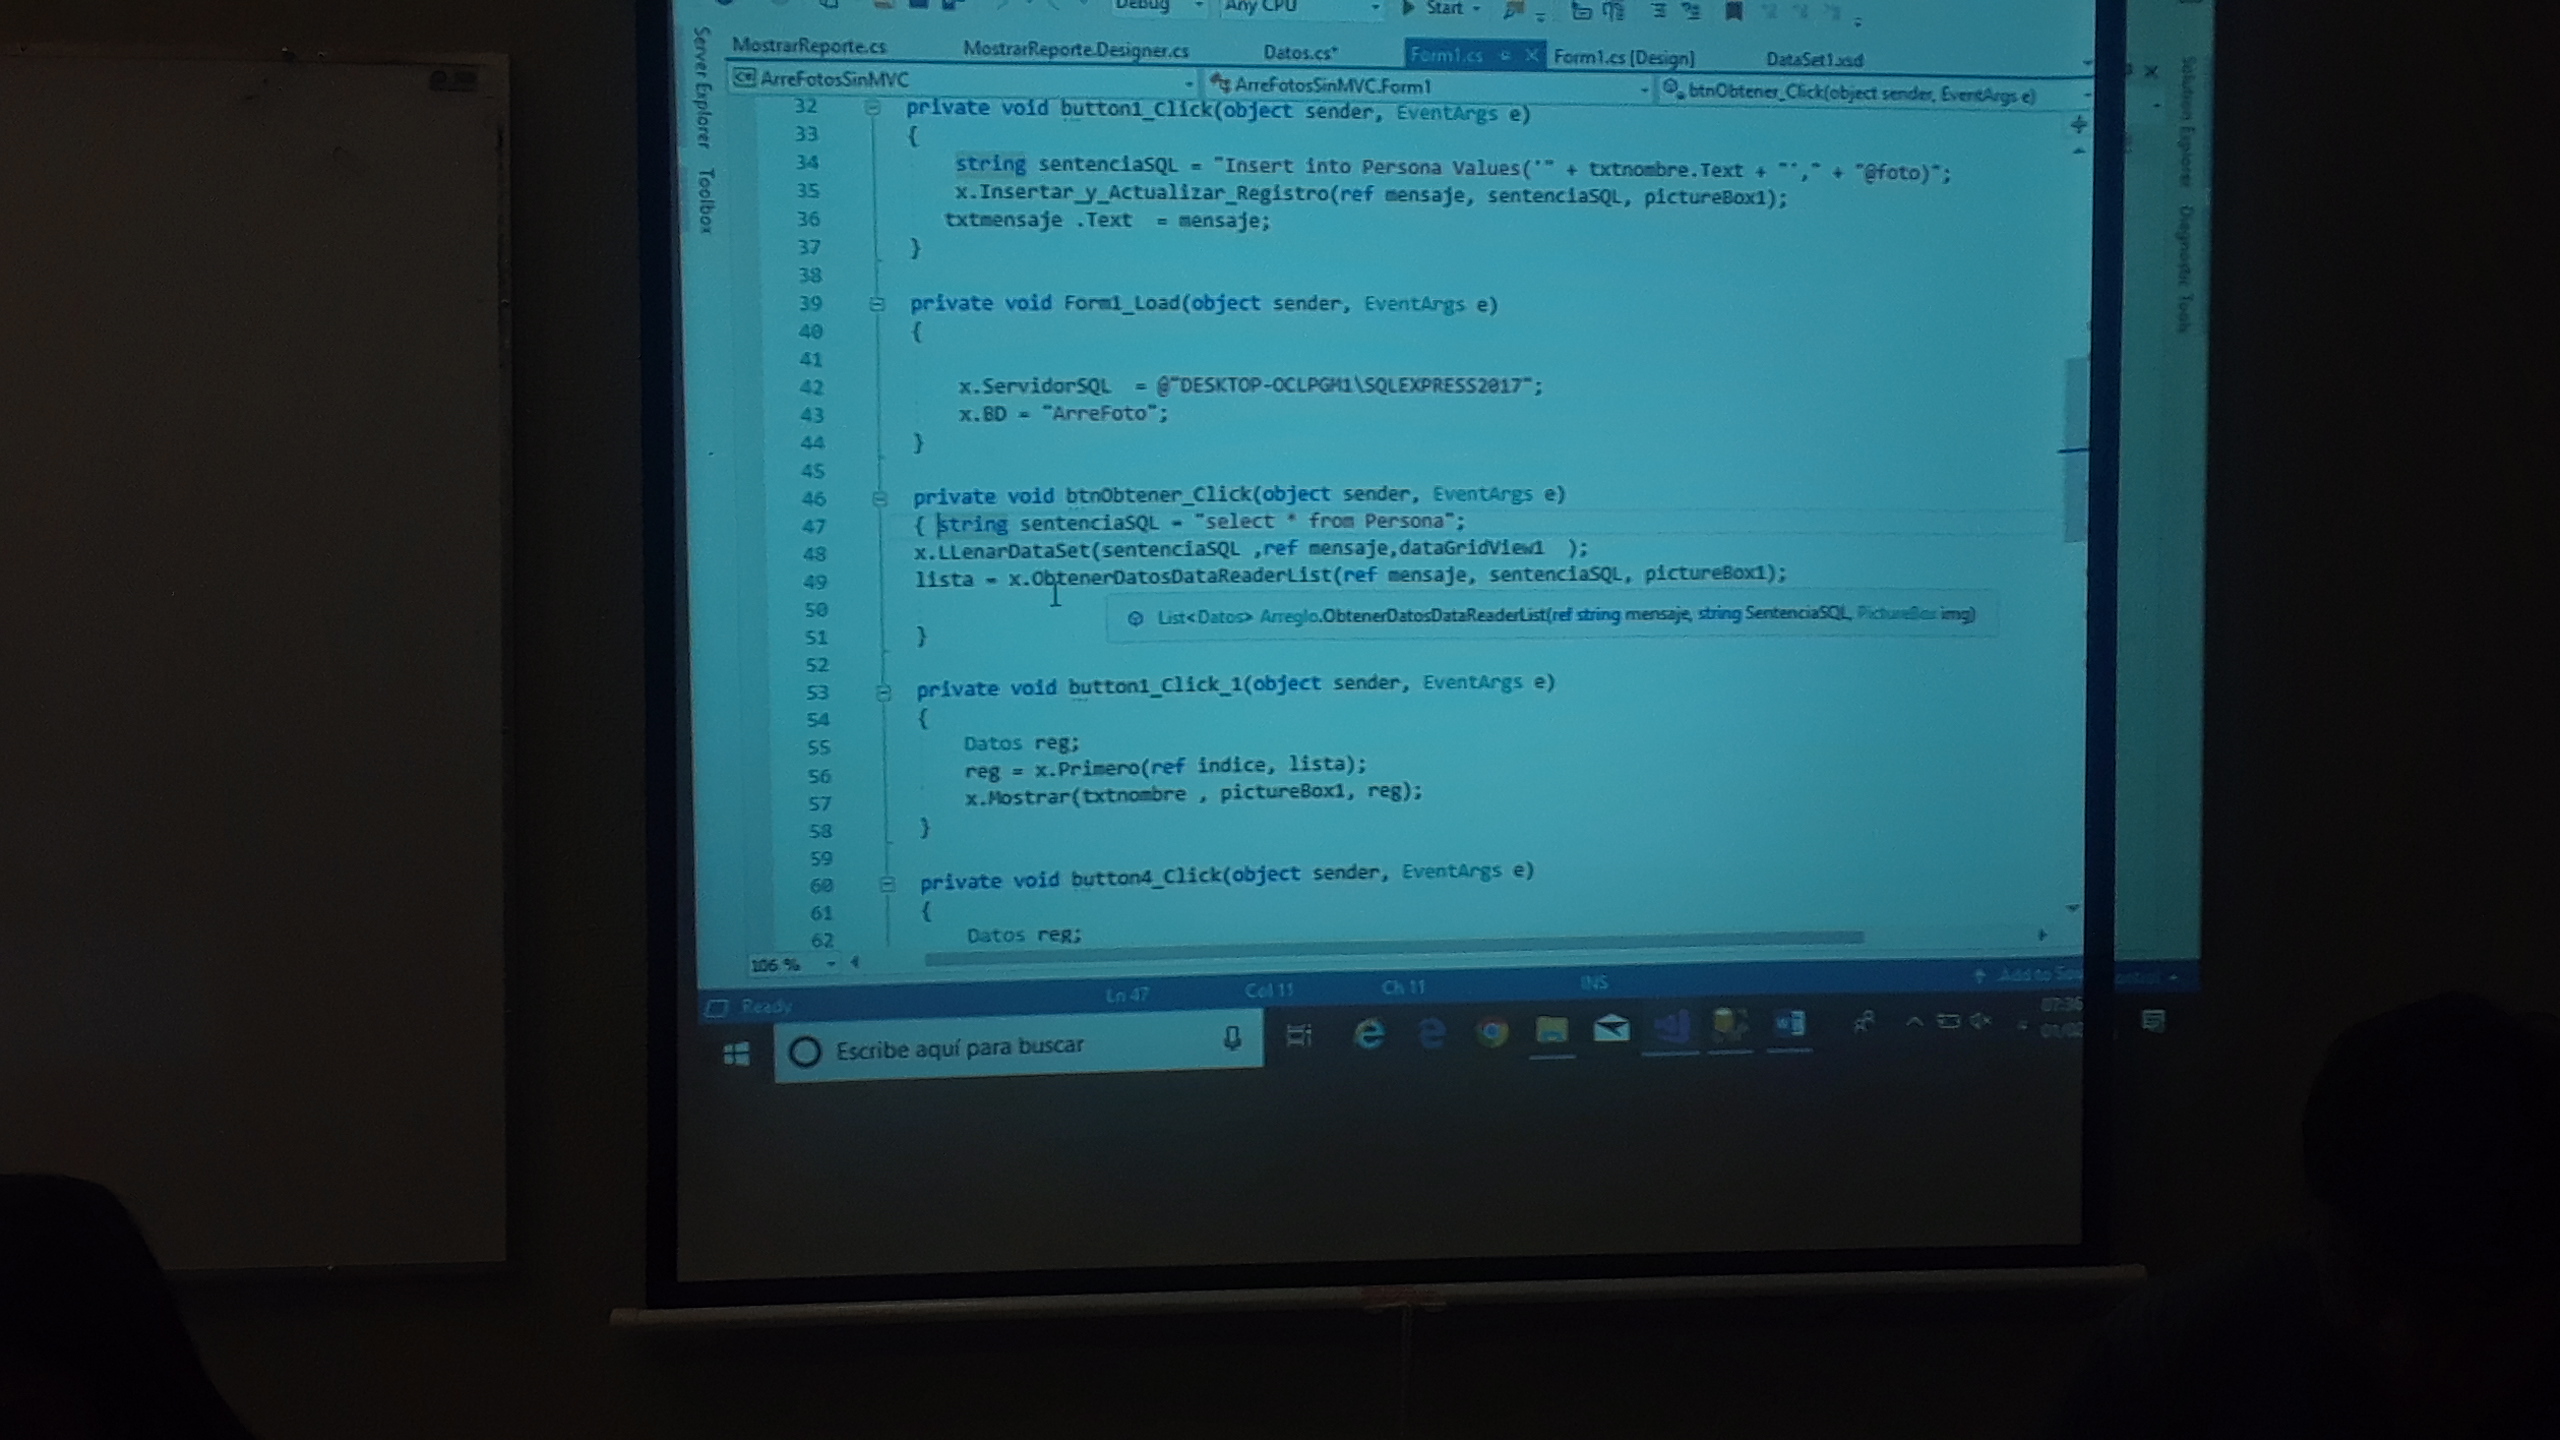 Debug Any CPU Start
MostrarReporte.cs MostrarReporte.Designer.cs Datos.cs* Form1.cs Form1.cs [Design] DataSet1.xsd
ArreFotosSinMVC ArreFotosSinMVC.Form1 btnObtener_Click(object sender, EventArgs e)
Server Explorer Toolbox
Solution Explorer Diagnostic Tools
32 private void button1_Click(object sender, EventArgs e)
33 {
34 string sentenciaSQL = "Insert into Persona Values('" + txtnombre.Text + "'," + "@foto)";
35 x.Insertar_y_Actualizar_Registro(ref mensaje, sentenciaSQL, pictureBox1);
36 txtmensaje .Text = mensaje;
37 }
38
39 private void Form1_Load(object sender, EventArgs e)
40 {
41
42 x.ServidorSQL = @"DESKTOP-OCLPGM1\SQLEXPRESS2017";
43 x.BD = "ArreFoto";
44 }
45
46 private void btnObtener_Click(object sender, EventArgs e)
47 { string sentenciaSQL = "select * from Persona";
48 x.LLenarDataSet(sentenciaSQL ,ref mensaje,dataGridView1 );
49 lista = x.ObtenerDatosDataReaderList(ref mensaje, sentenciaSQL, pictureBox1);
50 List<Datos> Arreglo.ObtenerDatosDataReaderList(ref string mensaje, string SentenciaSQL, PictureBox img)
51 }
52
53 private void button1_Click_1(object sender, EventArgs e)
54 {
55 Datos reg;
56 reg = x.Primero(ref indice, lista);
57 x.Mostrar(txtnombre , pictureBox1, reg);
58 }
59
60 private void button4_Click(object sender, EventArgs e)
61 {
62 Datos reg;
106 %
Ready Ln 47 Col 11 Ch 11 INS Add to
Escribe aquí para buscar
07:36